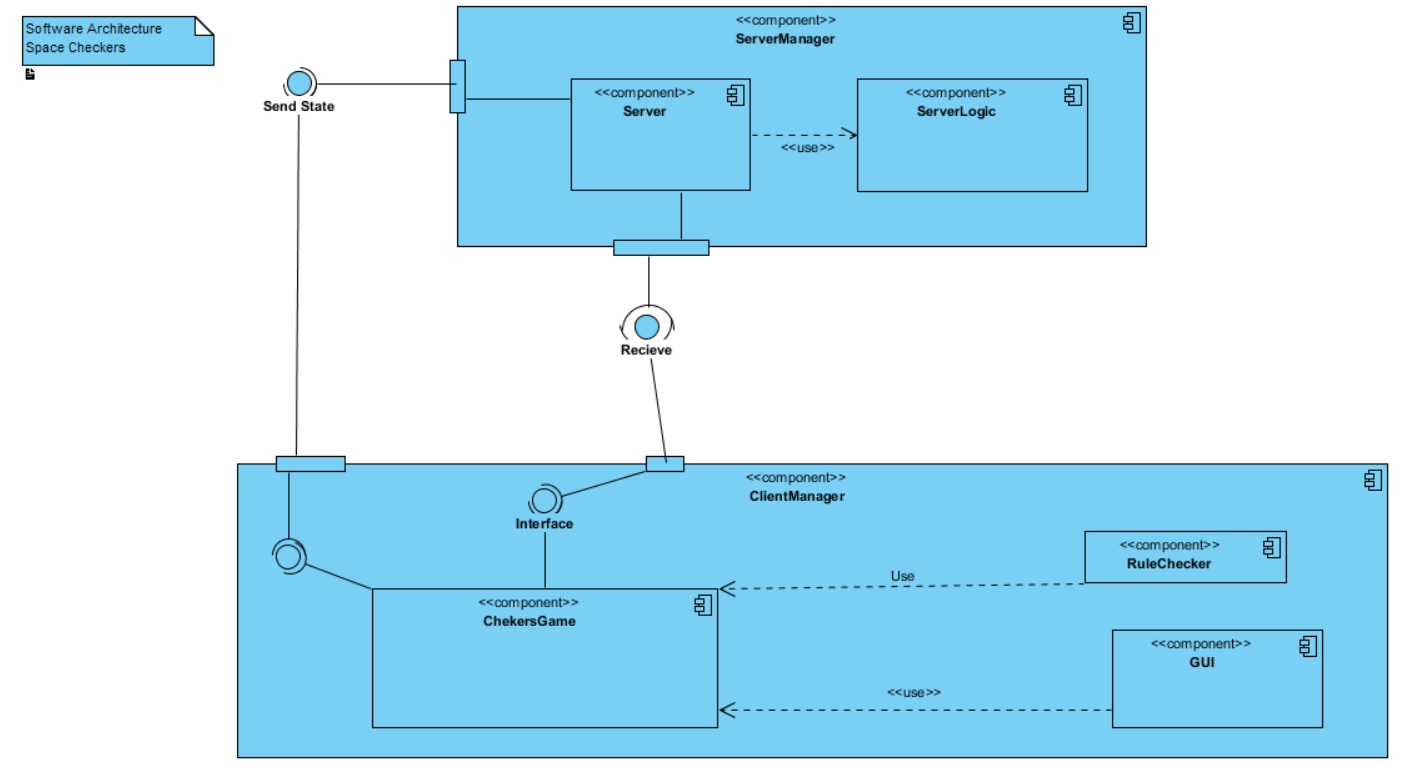 Software Architecture
Space Checkers
<<component>>
ServerManager
<<component>>
Server
<<component>>
ServerLogic
<<use>>
Send State
Recieve
<<component>>
ClientManager
Interface
<<component>>
RuleChecker
Use
<<component>>
ChekersGame
<<component>>
GUI
<<use>>